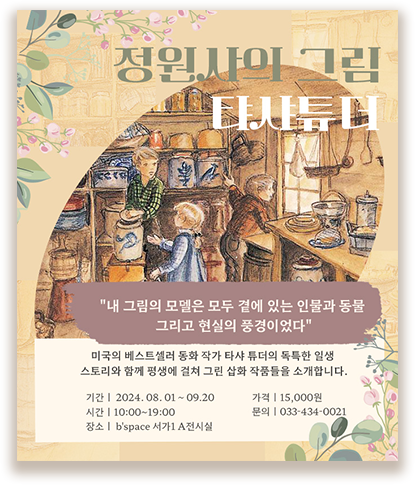 정원사의 그림
타샤튜더
"내 그림의 모델은 모두 곁에 있는 인물과 동물
그리고 현실의 풍경이었다"
미국의 베스트셀러 동화 작가 타샤 튜더의 독특한 일생
스토리와 함께 평생에 걸쳐 그린 삽화 작품들을 소개합니다.
기간 | 2024. 08. 01 ~ 09.20
가격 | 15,000원
시간 | 10:00~19:00
문의 | 033-434-0021
장소 | b'space 서가1 A전시실